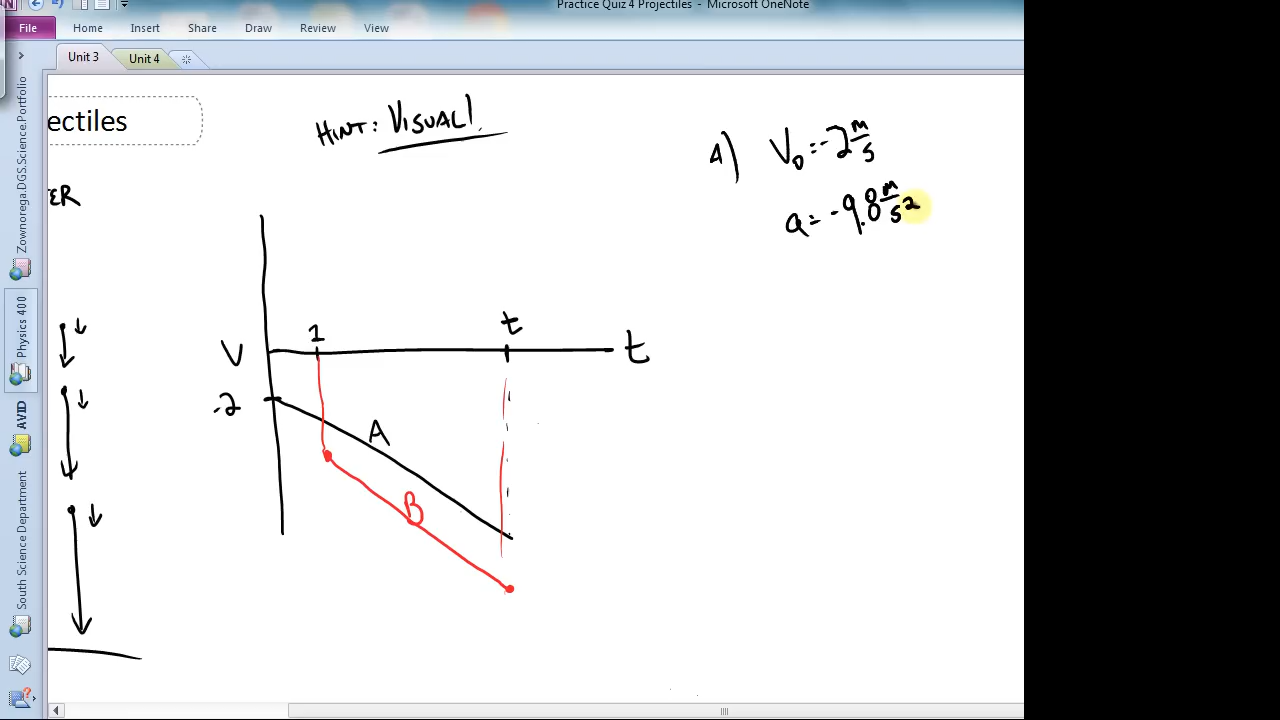 Practice Quiz 4 Projectiles - Microsoft OneNote
File Home Insert Share Draw Review View
Unit 3 Unit 4
Zownorega.DGS.Science.Portfolio
Physics 400
AVID
South Science Department
ectiles
HINT: VISUAL!
ER
A) V₀ = -2 m/s
a = -9.8 m/s²
1 t
V t
-2
A
B